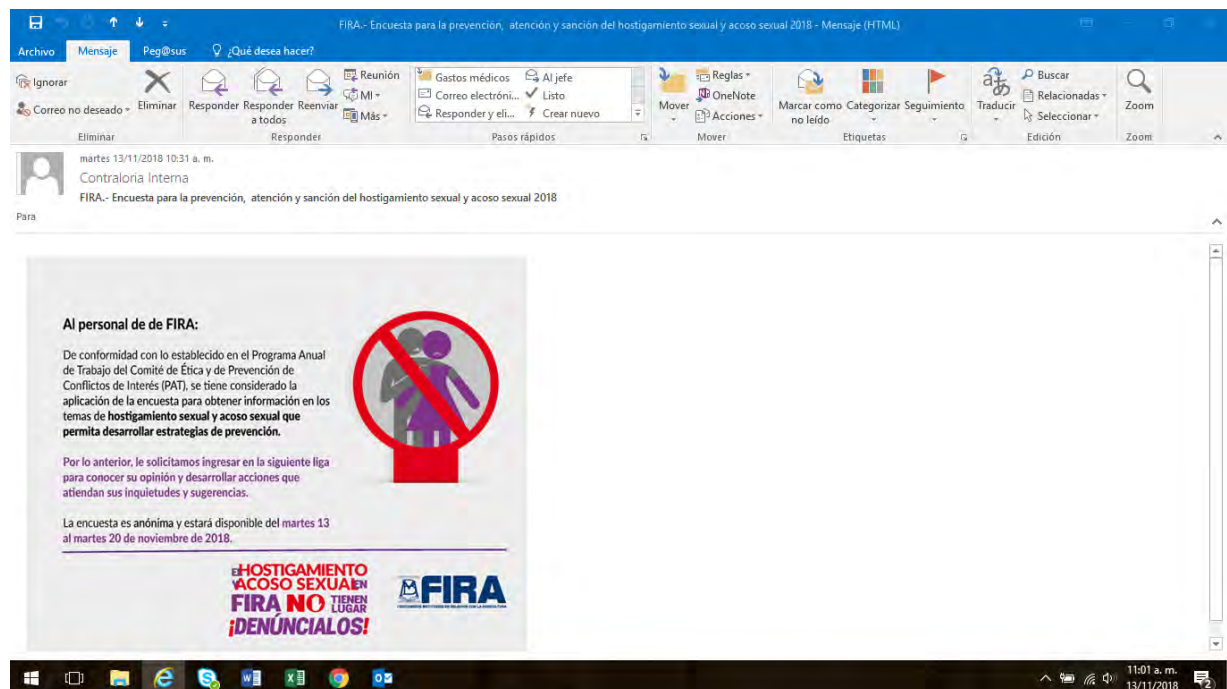 FIRA.- Encuesta para la prevención, atención y sanción del hostigamiento sexual y acoso sexual 2018 - Mensaje (HTML)
Archivo Mensaje Peg@sus ¿Qué desea hacer?
Ignorar
Correo no deseado
Eliminar
Responder Responder a todos Reenviar
Reunión
MI
Más
Gastos médicos Al jefe
Correo electróni... Listo
Responder y eli... Crear nuevo
Mover
Reglas
OneNote
Acciones
Marcar como no leído Categorizar Seguimiento
Traducir
Buscar
Relacionadas
Seleccionar
Zoom
Eliminar Responder Pasos rápidos Mover Etiquetas Edición Zoom
martes 13/11/2018 10:31 a. m.
Contraloria Interna
FIRA.- Encuesta para la prevención, atención y sanción del hostigamiento sexual y acoso sexual 2018
Para
Al personal de de FIRA:
De conformidad con lo establecido en el Programa Anual
de Trabajo del Comité de Ética y de Prevención de
Conflictos de Interés (PAT), se tiene considerado la
aplicación de la encuesta para obtener información en los
temas de hostigamiento sexual y acoso sexual que
permita desarrollar estrategias de prevención.
Por lo anterior, le solicitamos ingresar en la siguiente liga
para conocer su opinión y desarrollar acciones que
atiendan sus inquietudes y sugerencias.
La encuesta es anónima y estará disponible del martes 13
al martes 20 de noviembre de 2018.
El HOSTIGAMIENTO
Y ACOSO SEXUAL EN
FIRA NO TIENEN LUGAR
¡DENÚNCIALOS!
FIRA
11:01 a. m.
13/11/2018
2